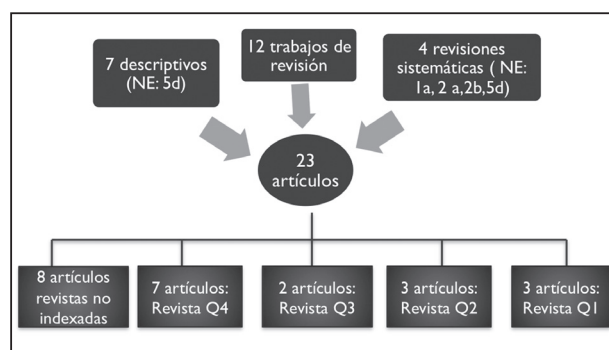 7 descriptivos
(NE: 5d)
12 trabajos de
revisión
4 revisiones
sistemáticas ( NE:
1a, 2 a,2b,5d)
23
artículos
8 artículos
revistas no
indexadas
7 artículos:
Revista Q4
2 artículos:
Revista Q3
3 artículos:
Revista Q2
3 artículos:
Revista Q1